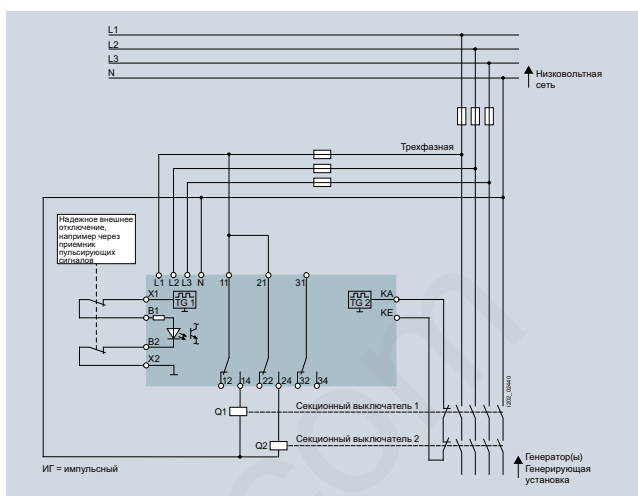 L1
L2
L3
N
Низковольтная
сеть
Трехфазная
Надежное внешнее
отключение,
например через
приемник
пульсирующих
сигналов
L1 L2 L3 N 11 21 31
X1
TG 1
TG 2
KA
B1
KE
B2
X2
12 14 22 24 32 34
I202_02440
Q1
Секционный выключатель 1
Q2
Секционный выключатель 2
ИГ = импульсный
Генератор(ы)
Генерирующая
установка
com